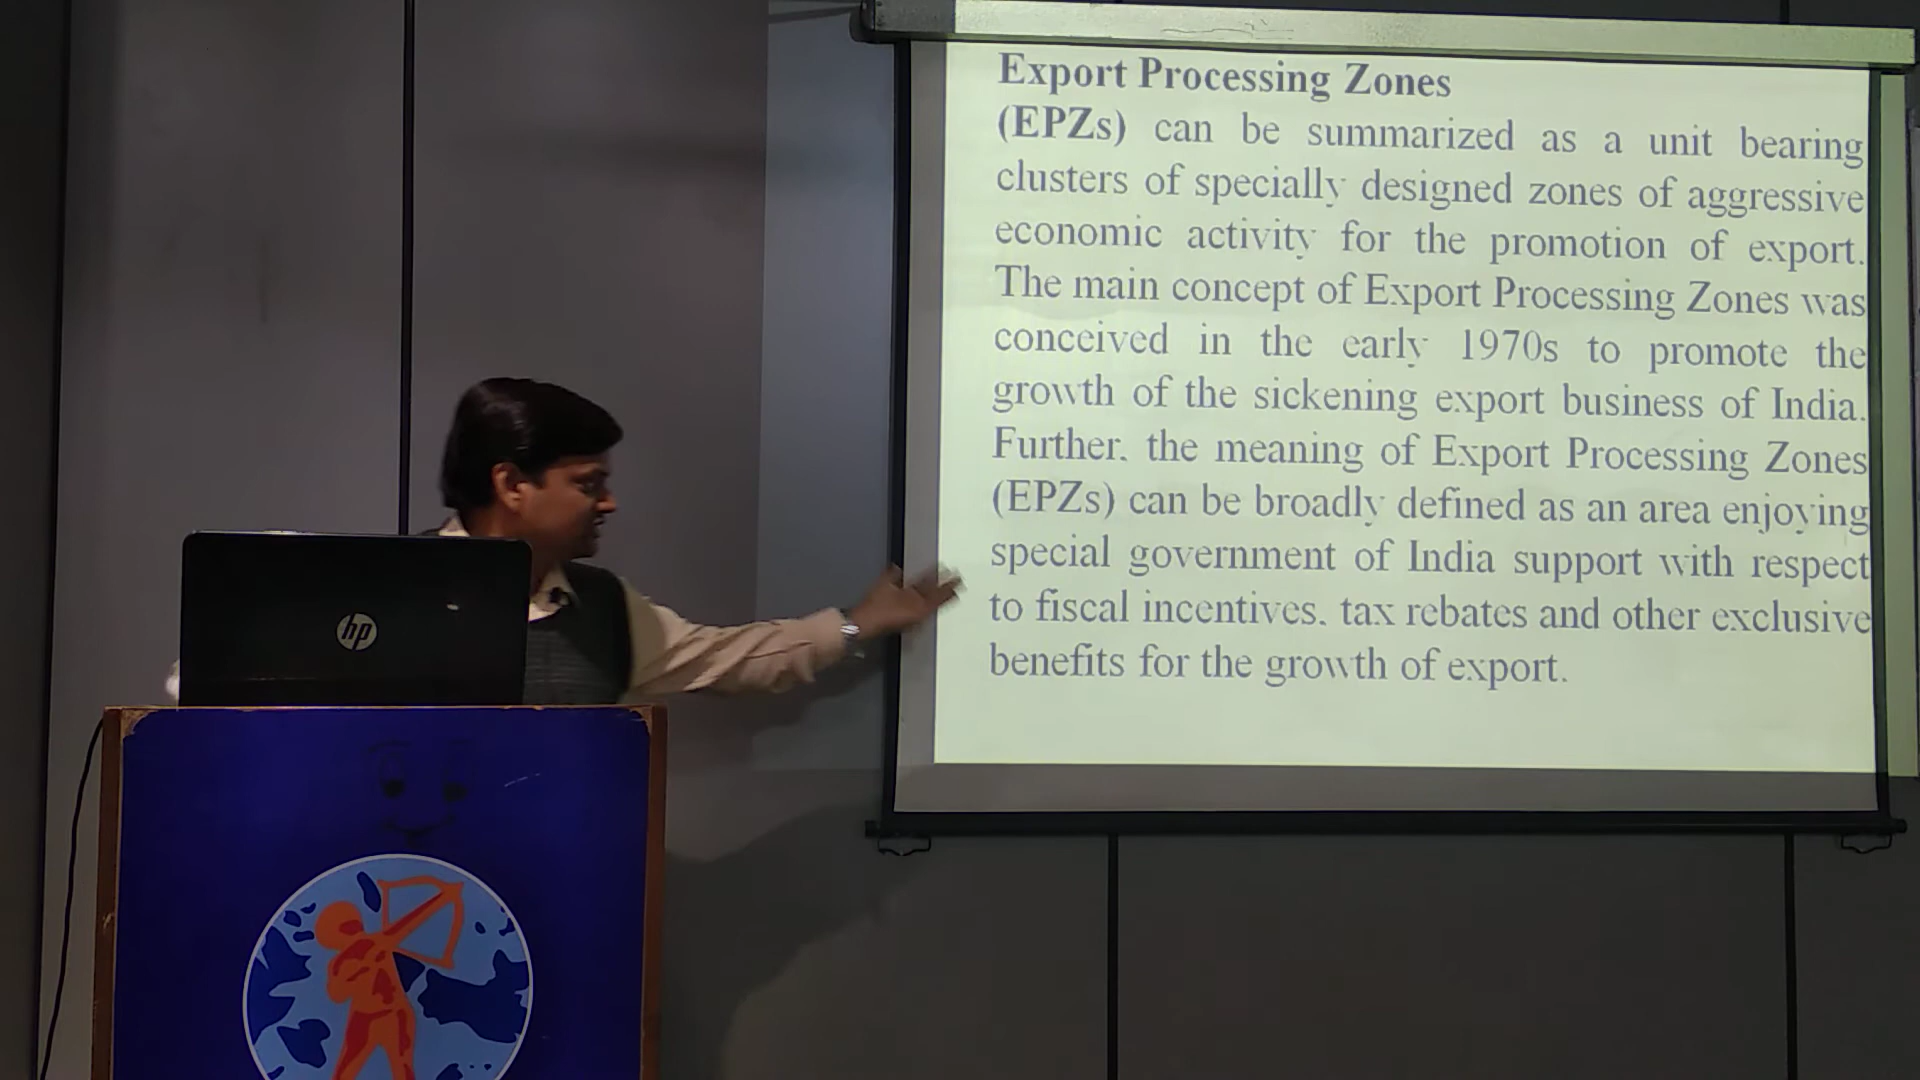 Export Processing Zones
(EPZs) can be summarized as a unit bearing
clusters of specially designed zones of aggressive
economic activity for the promotion of export.
The main concept of Export Processing Zones was
conceived in the early 1970s to promote the
growth of the sickening export business of India.
Further, the meaning of Export Processing Zones
(EPZs) can be broadly defined as an area enjoying
special government of India support with respect
to fiscal incentives, tax rebates and other exclusive
benefits for the growth of export.
hp